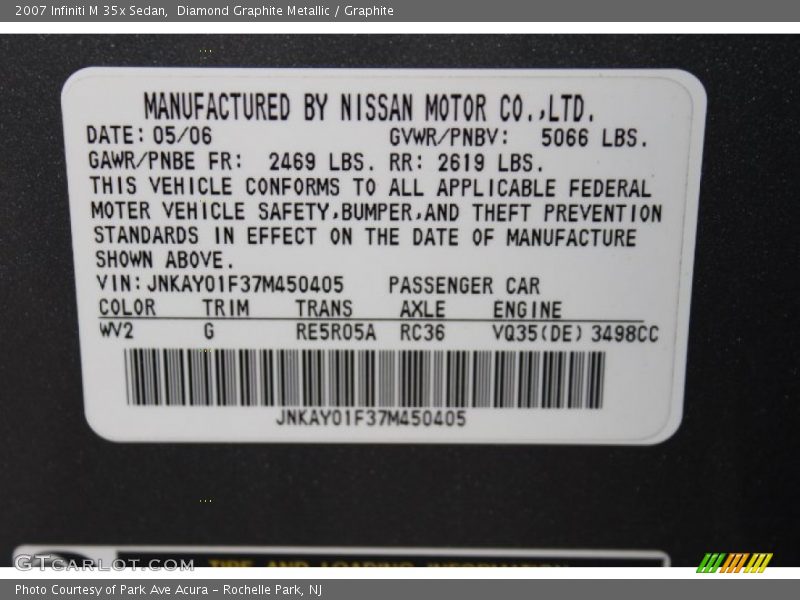 2007 Infiniti M 35x Sedan,  Diamond Graphite Metallic / Graphite
MANUFACTURED BY NISSAN MOTOR CO.,LTD.
DATE: 05/06 GVWR/PNBV: 5066 LBS.
GAWR/PNBE FR: 2469 LBS. RR: 2619 LBS.
THIS VEHICLE CONFORMS TO ALL APPLICABLE FEDERAL
MOTER VEHICLE SAFETY,BUMPER,AND THEFT PREVENTION
STANDARDS IN EFFECT ON THE DATE OF MANUFACTURE
SHOWN ABOVE.
VIN: JNKAY01F37M450405 PASSENGER CAR
COLOR TRIM TRANS AXLE ENGINE
WV2 G RE5R05A RC36 VQ35(DE) 3498CC
JNKAY01F37M450405
TIRE AND LOADING INFORMATION
GTCARLOT.COM
Photo Courtesy of Park Ave Acura - Rochelle Park, NJ